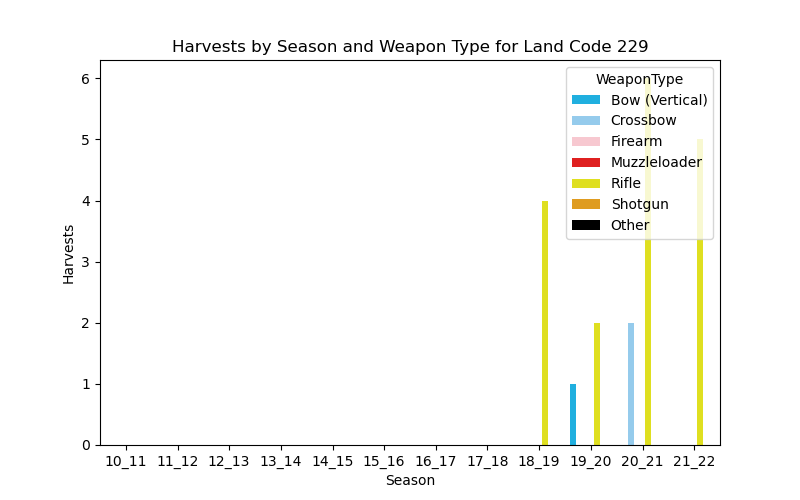 Harvests by Season and Weapon Type for Land Code 229
WeaponType
Bow (Vertical)
Crossbow
Firearm
Muzzleloader
Rifle
Shotgun
Other
Harvests
6
5
4
3
2
1
0
10_11 11_12 12_13 13_14 14_15 15_16 16_17 17_18 18_19 19_20 20_21 21_22
Season